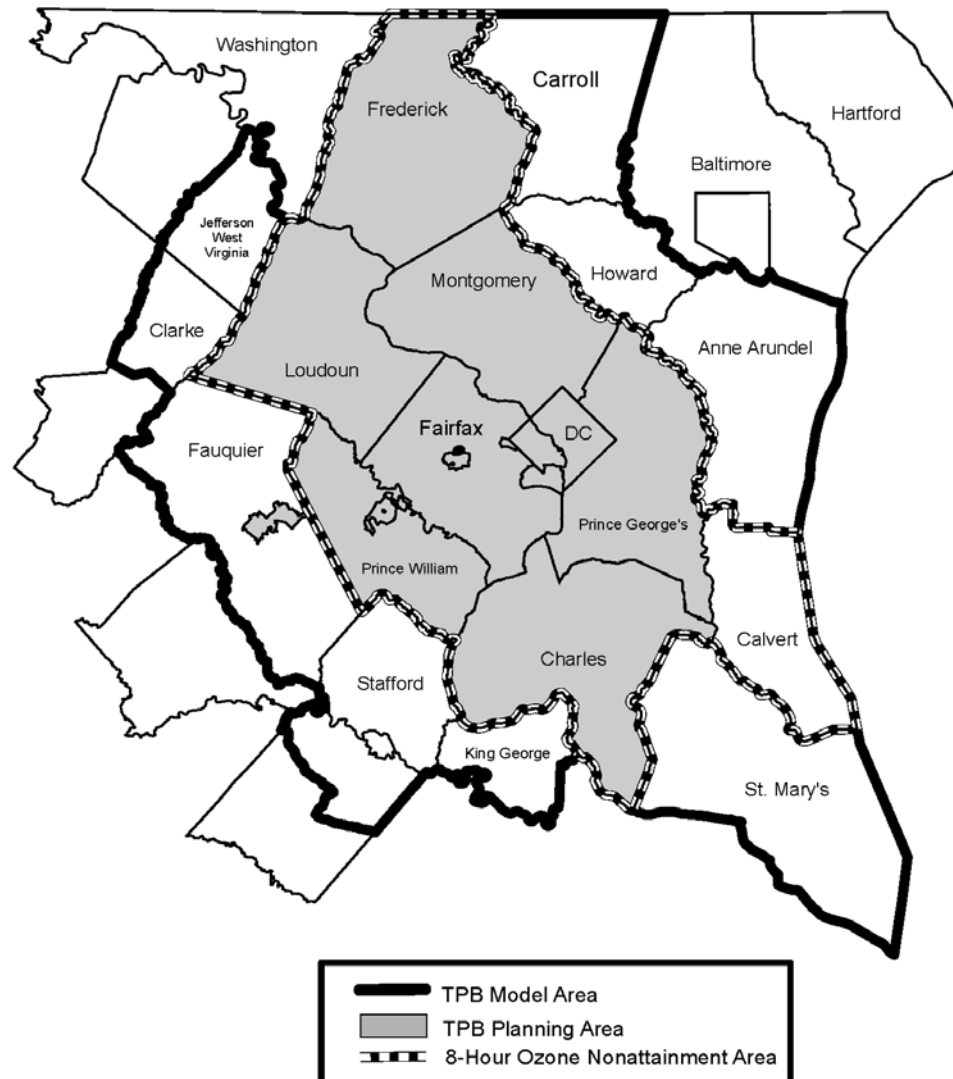 Washington
Frederick
Carroll
Hartford
Baltimore
Jefferson
West
Virginia
Montgomery
Howard
Clarke
Anne Arundel
Loudoun
Fairfax
DC
Fauquier
Prince George's
Prince William
Calvert
Charles
Stafford
King George
St. Mary's
TPB Model Area
TPB Planning Area
8-Hour Ozone Nonattainment Area